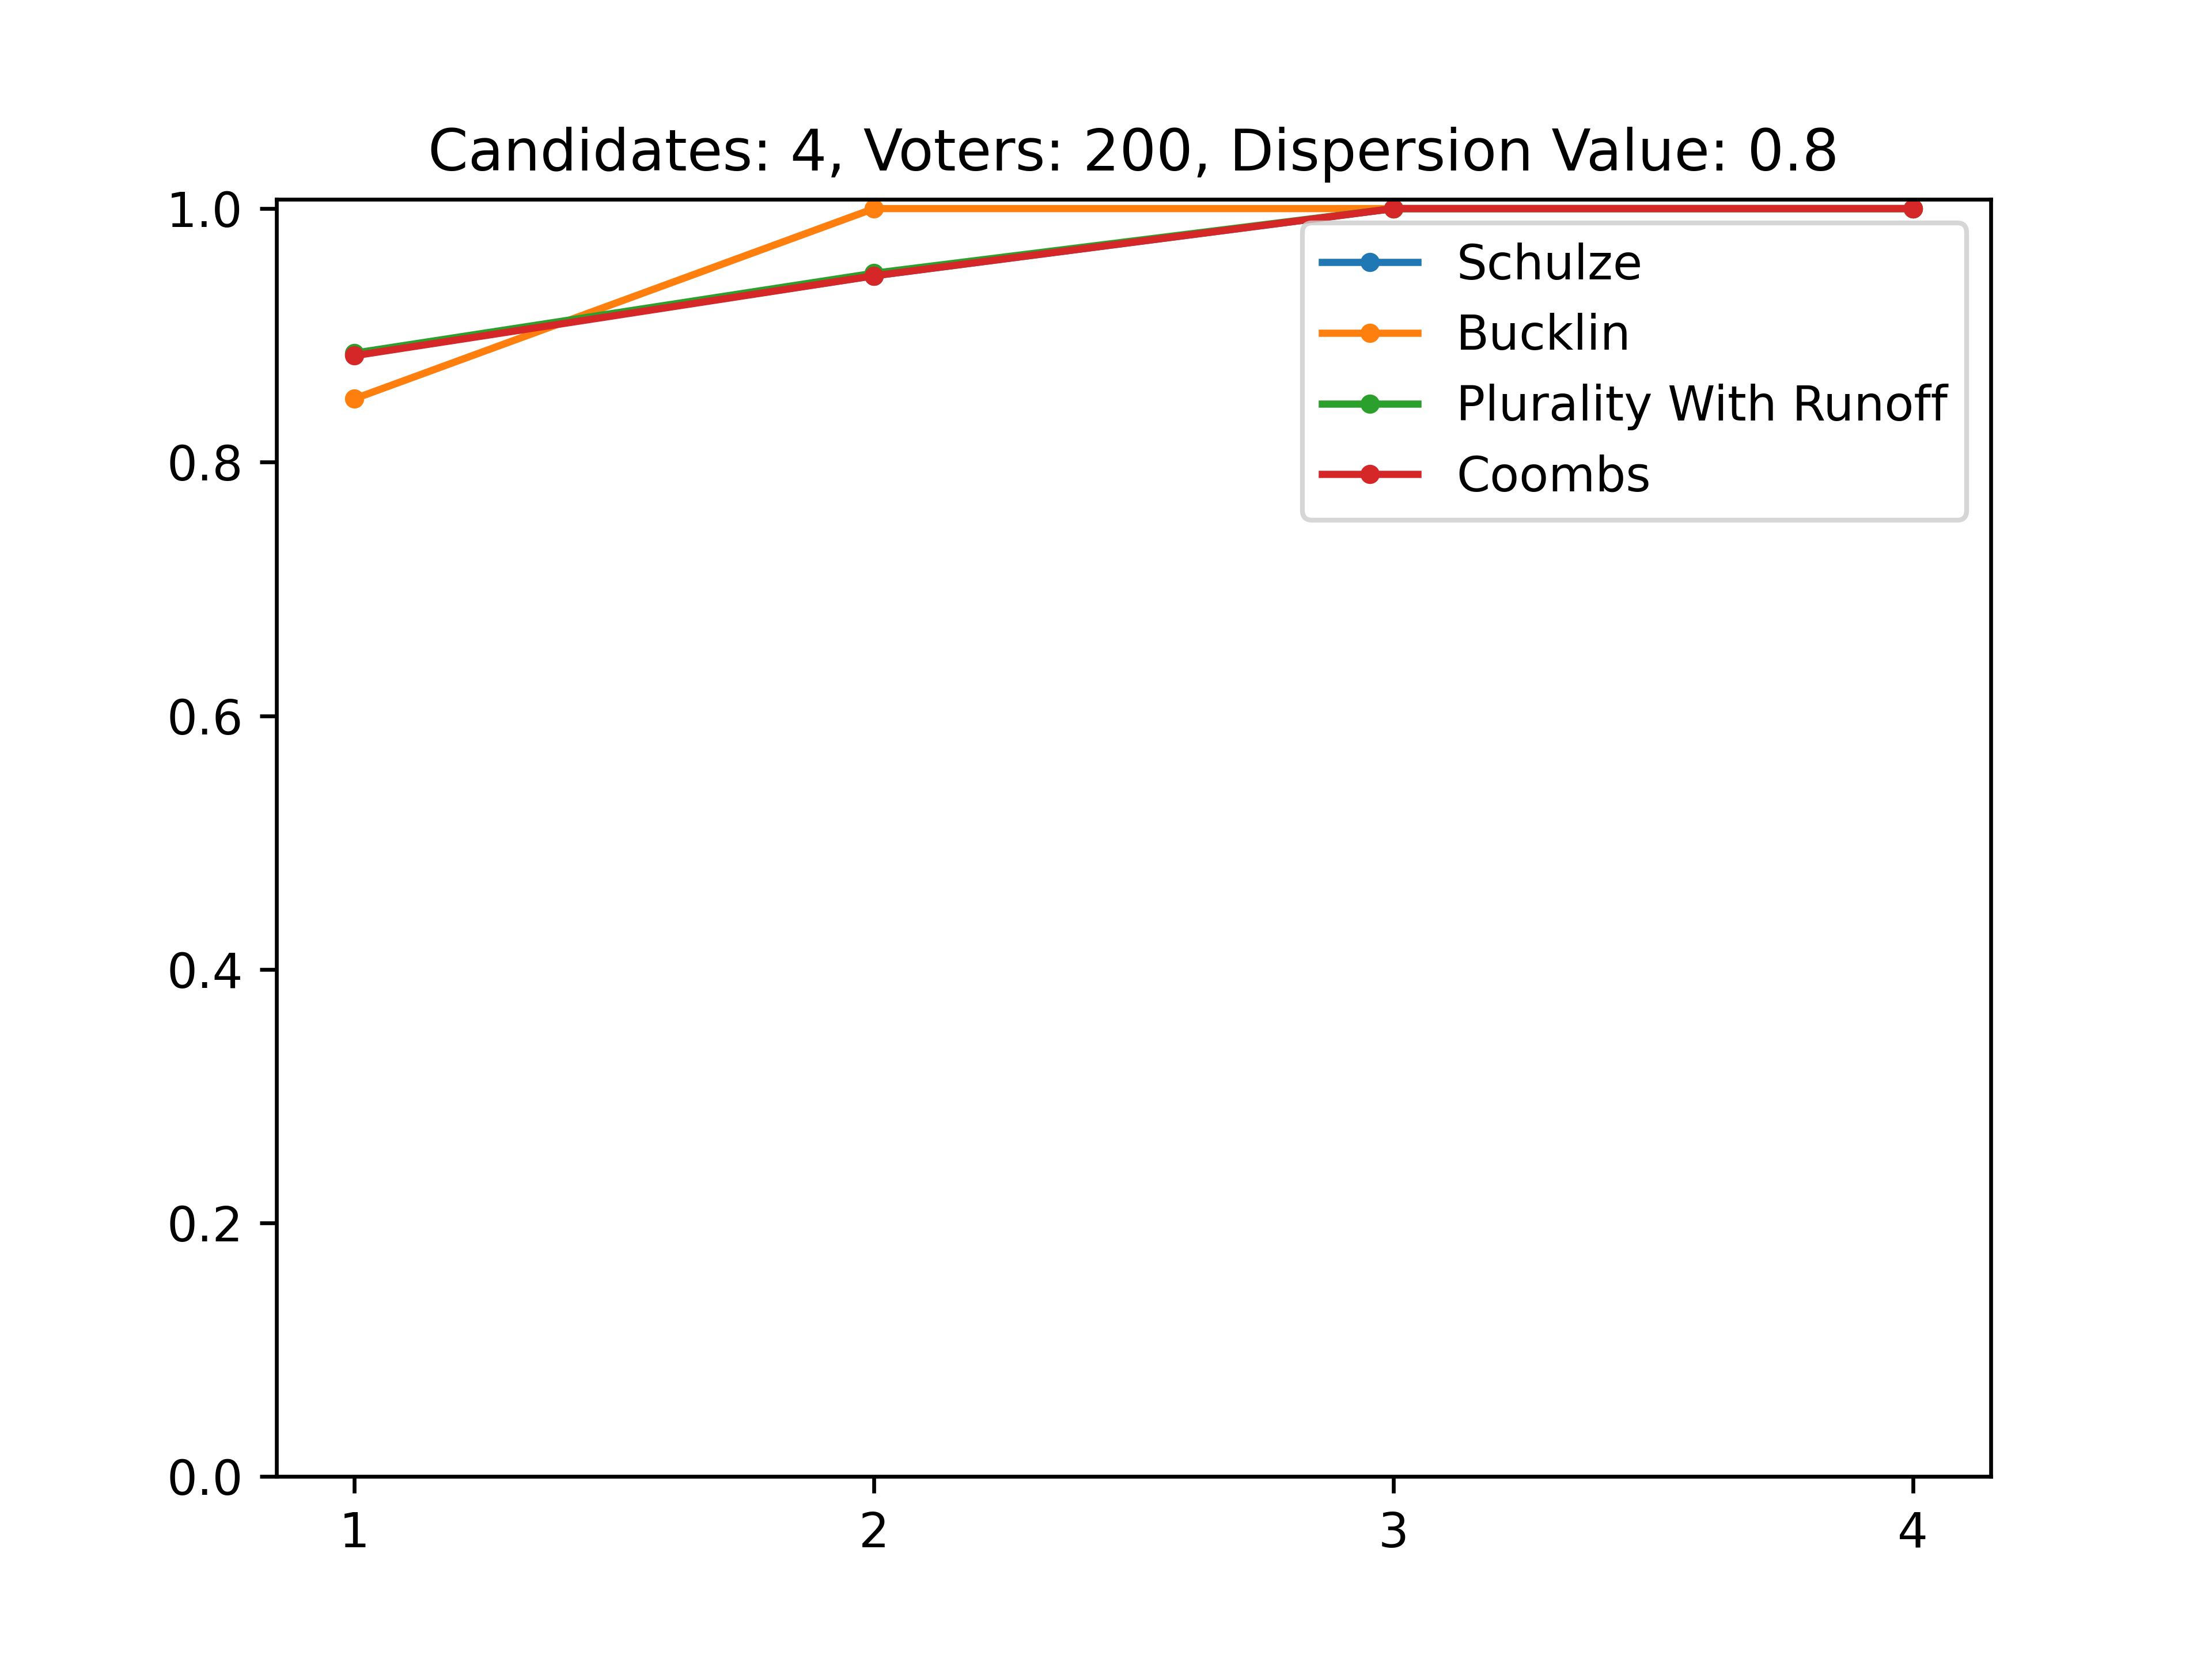 Candidates: 4, Voters: 200, Dispersion Value: 0.8
1.0
0.8
0.6
0.4
0.2
0.0
Schulze
Bucklin
Plurality With Runoff
Coombs
1 2 3 4